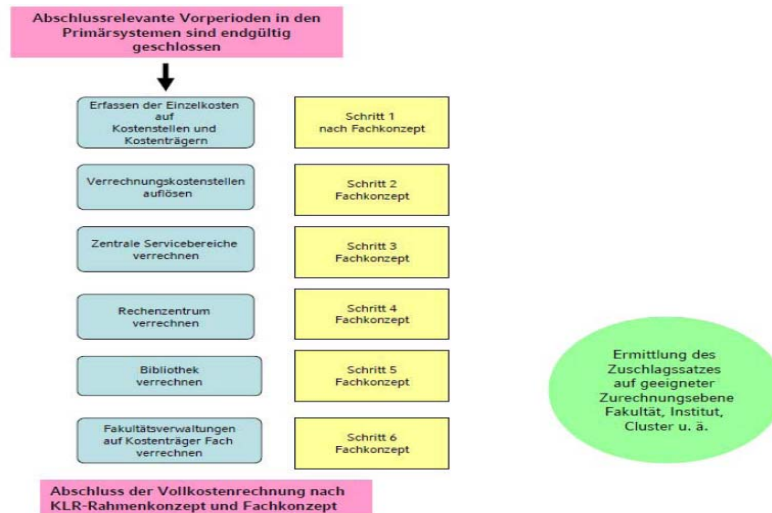 Abschlussrelevante Vorperioden in den
Primärsystemen sind endgültig
geschlossen
Erfassen der Einzelkosten
auf
Kostenstellen und
Kostenträgern
Schritt 1
nach Fachkonzept
Verrechnungskostenstellen
auflösen
Schritt 2
Fachkonzept
Zentrale Servicebereiche
verrechnen
Schritt 3
Fachkonzept
Rechenzentrum
verrechnen
Schritt 4
Fachkonzept
Bibliothek
verrechnen
Schritt 5
Fachkonzept
Fakultätsverwaltungen
auf Kostenträger Fach
verrechnen
Schritt 6
Fachkonzept
Ermittlung des
Zuschlagssatzes
auf geeigneter
Zurechnungsebene
Fakultät, Institut,
Cluster u. ä.
Abschluss der Vollkostenrechnung nach
KLR-Rahmenkonzept und Fachkonzept